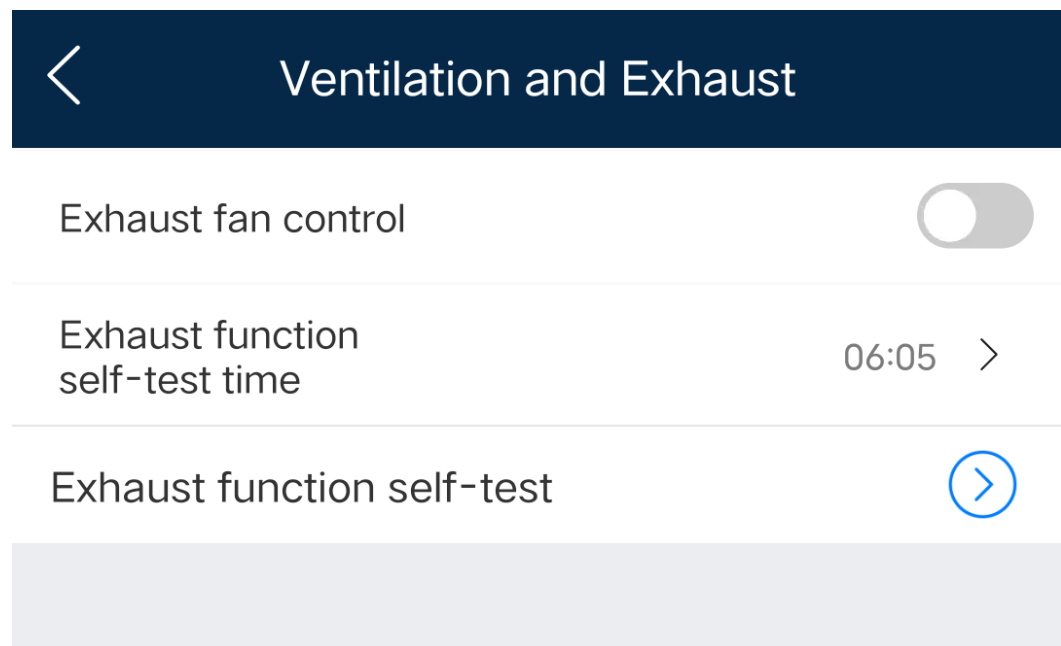 Ventilation and Exhaust
Exhaust fan control
Exhaust function
self-test time
06:05
Exhaust function self-test